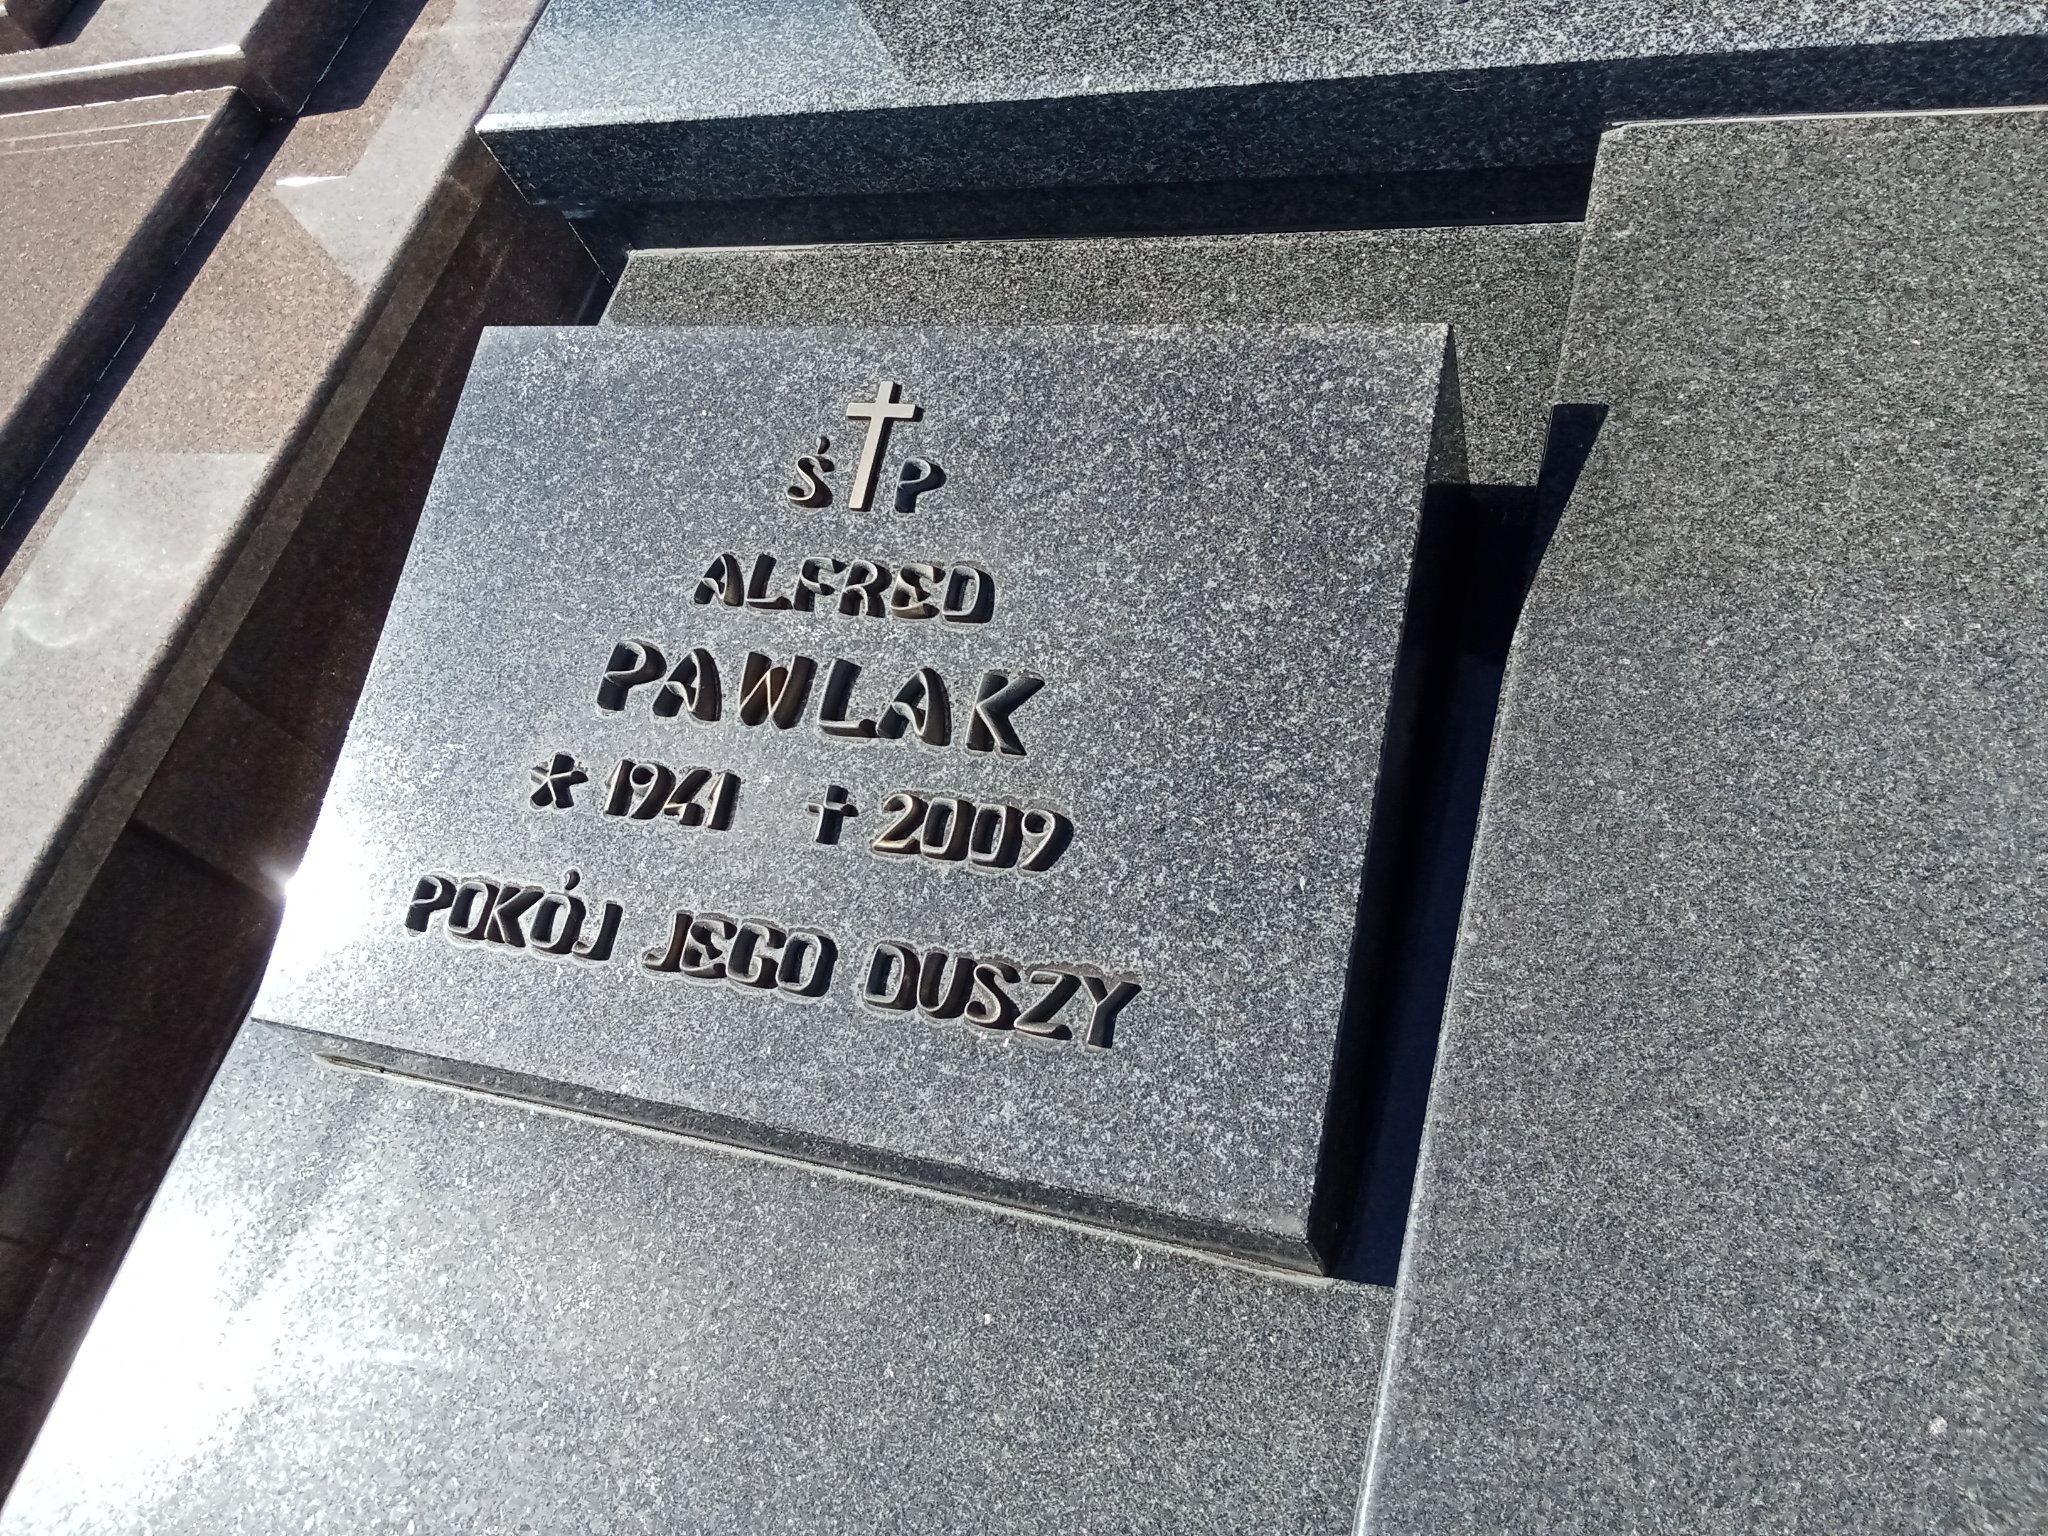 Ś P
ALFRED
PAWLAK
* 1941 † 2009
POKÓJ JEGO DUSZY